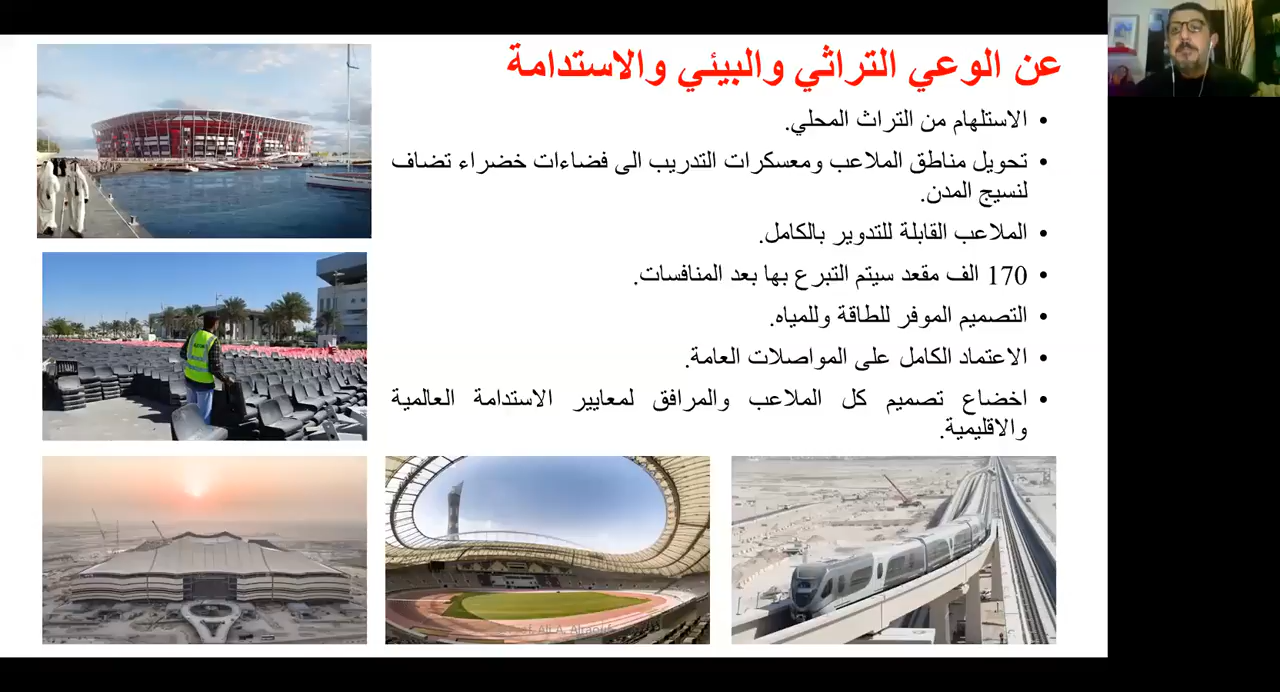 عن الوعي التراثي والبيئي والاستدامة
• الاستلهام من التراث المحلي.
• تحويل مناطق الملاعب ومعسكرات التدريب الى فضاءات خضراء تضاف
لنسيج المدن.
• الملاعب القابلة للتدوير بالكامل.
• 170 الف مقعد سيتم التبرع بها بعد المنافسات.
• التصميم الموفر للطاقة وللمياه.
• الاعتماد الكامل على المواصلات العامة.
• اخضاع تصميم كل الملاعب والمرافق لمعايير الاستدامة العالمية
والاقليمية.
Ali A.